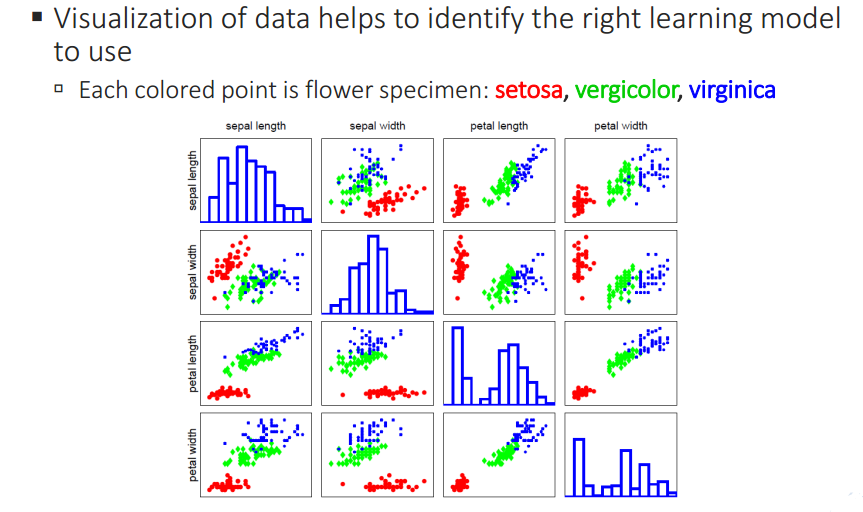 Visualization of data helps to identify the right learning model
to use
Each colored point is flower specimen: setosa, vergicolor, virginica
sepal length
sepal width
petal length
petal width
sepal length
sepal width
petal length
petal width